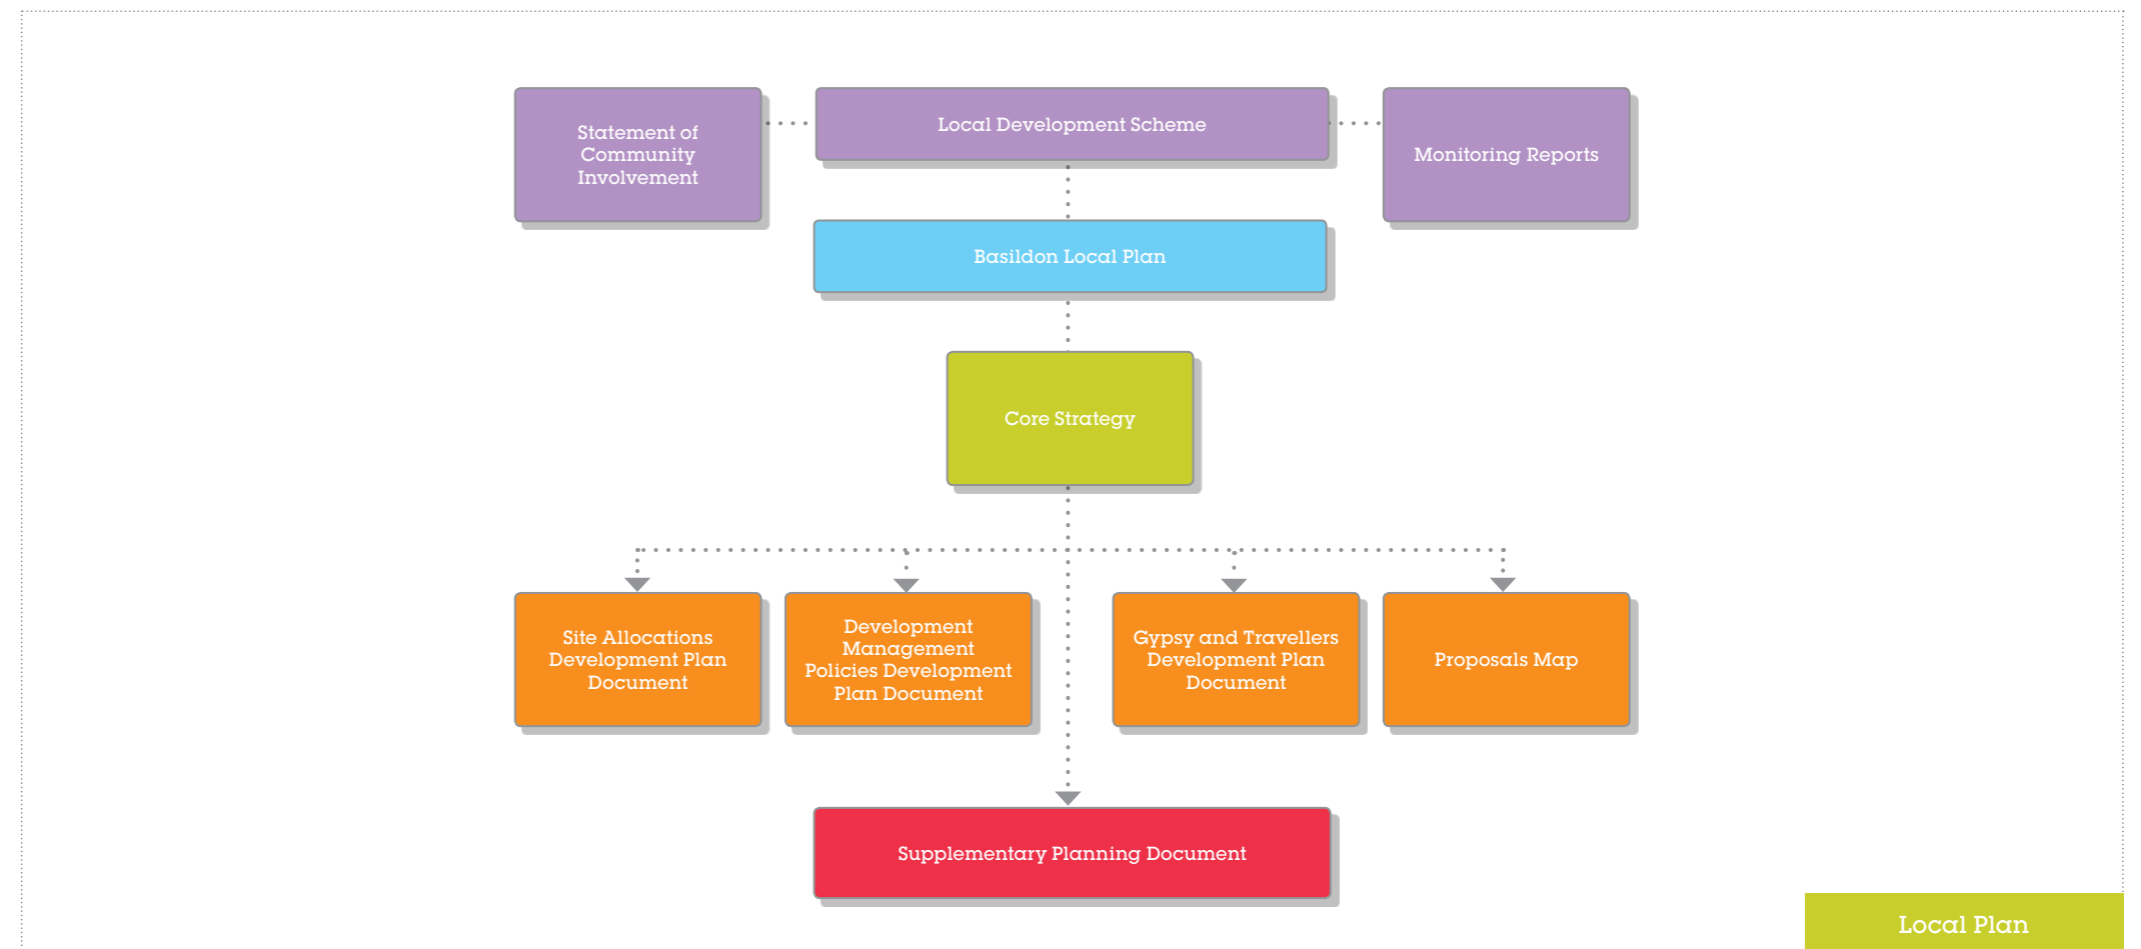 Statement of
Community
Involvement
Local Development Scheme
Monitoring Reports
Basildon Local Plan
Core Strategy
Site Allocations
Development Plan
Document
Development
Management
Policies Development
Plan Document
Gypsy and Travellers
Development Plan
Document
Proposals Map
Supplementary Planning Document
Local Plan